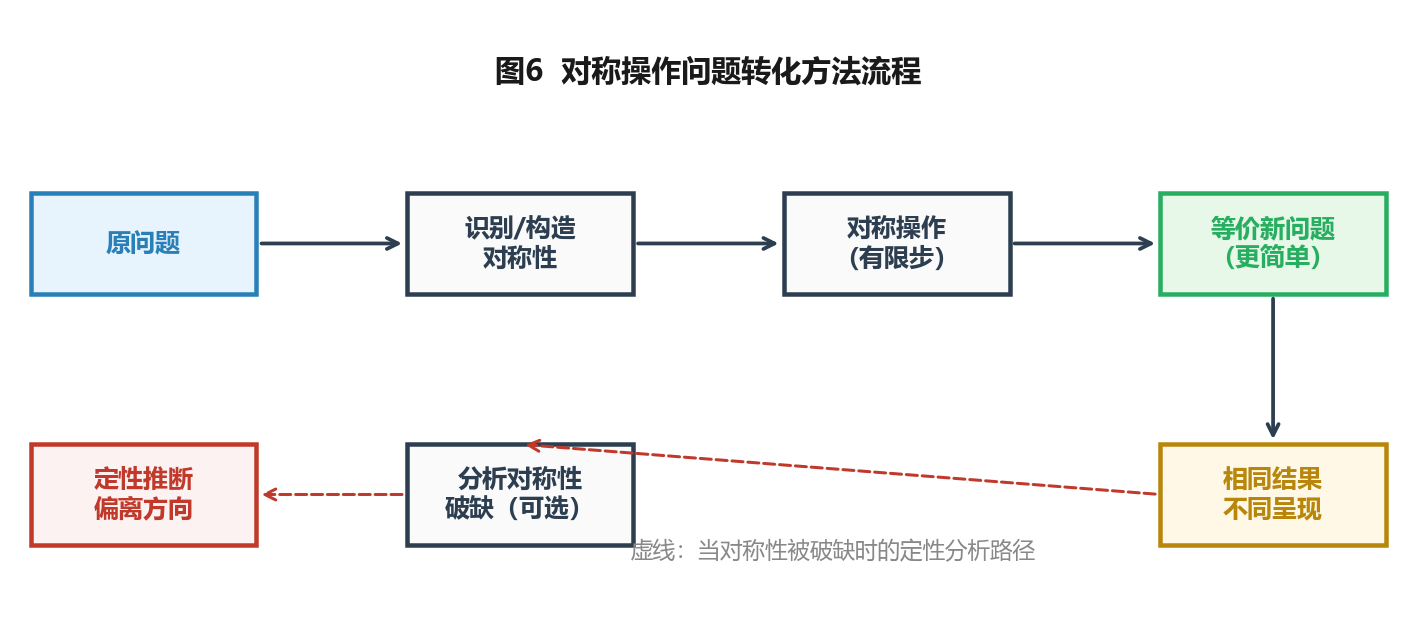 图6 对称操作问题转化方法流程
原问题
识别/构造
对称性
对称操作
（有限步）
等价新问题
（更简单）
定性推断
偏离方向
分析对称性
破缺（可选）
相同结果
不同呈现
虚线：当对称性被破缺时的定性分析路径